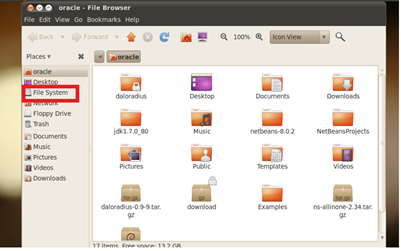 oracle - File Browser
File Edit View Go Bookmarks Help
Back Forward 100% Icon View
Places oracle
oracle
Desktop
File System
Network
Floppy Drive
Trash
Documents
Music
Pictures
Videos
Downloads
daloradius Desktop Documents Downloads
jdk1.7.0_80 Music netbeans-8.0.2 NetBeansProjects
Pictures Public Templates Videos
daloradius-0.9-9.tar. download Examples ns-allinone-2.34.tar.
gz gz
17 items, Free space: 13.2 GB